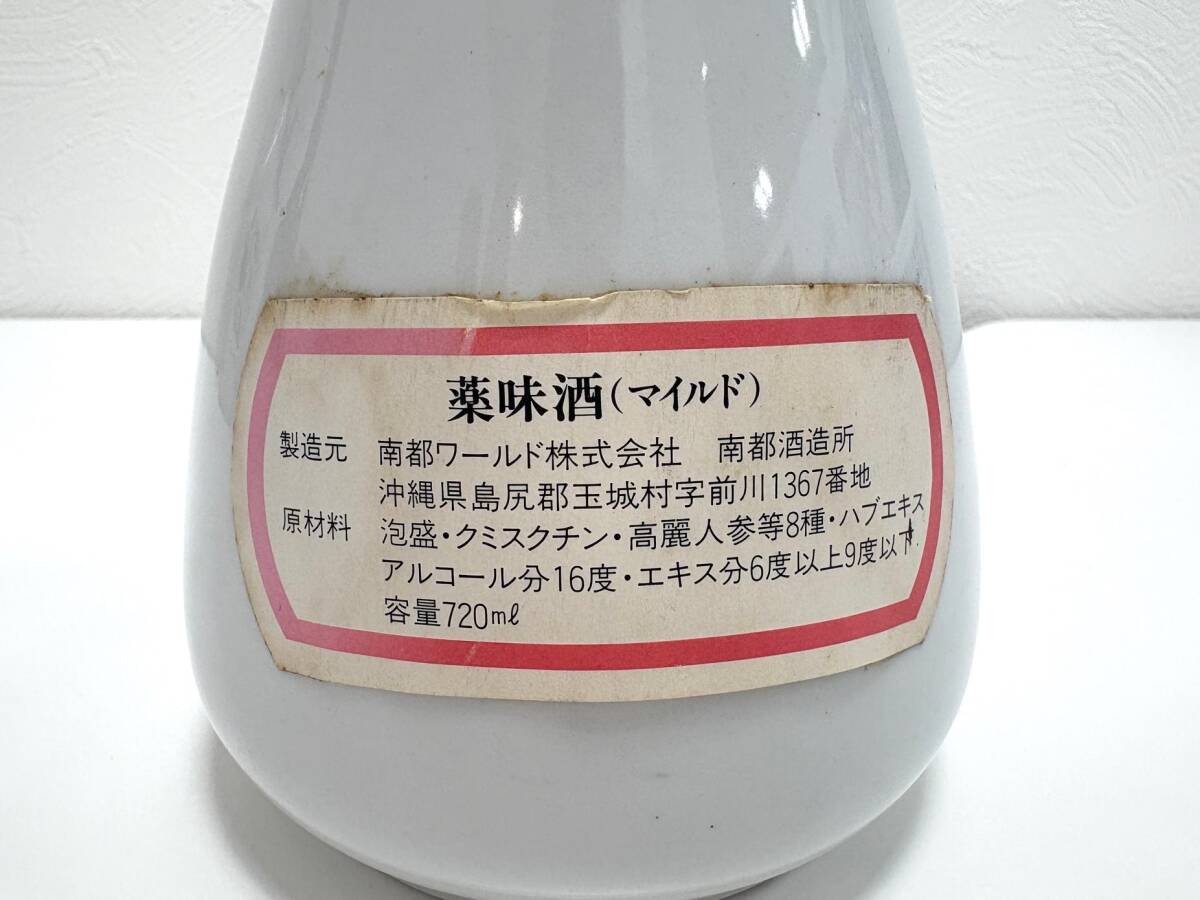 薬味酒(マイルド)
製造元 南都ワールド株式会社 南都酒造所
沖縄県島尻郡玉城村字前川1367番地
原材料 泡盛・クミスクチン・高麗人参等8種・ハブエキス
アルコール分16度・エキス分6度以上9度以下
容量720mℓ